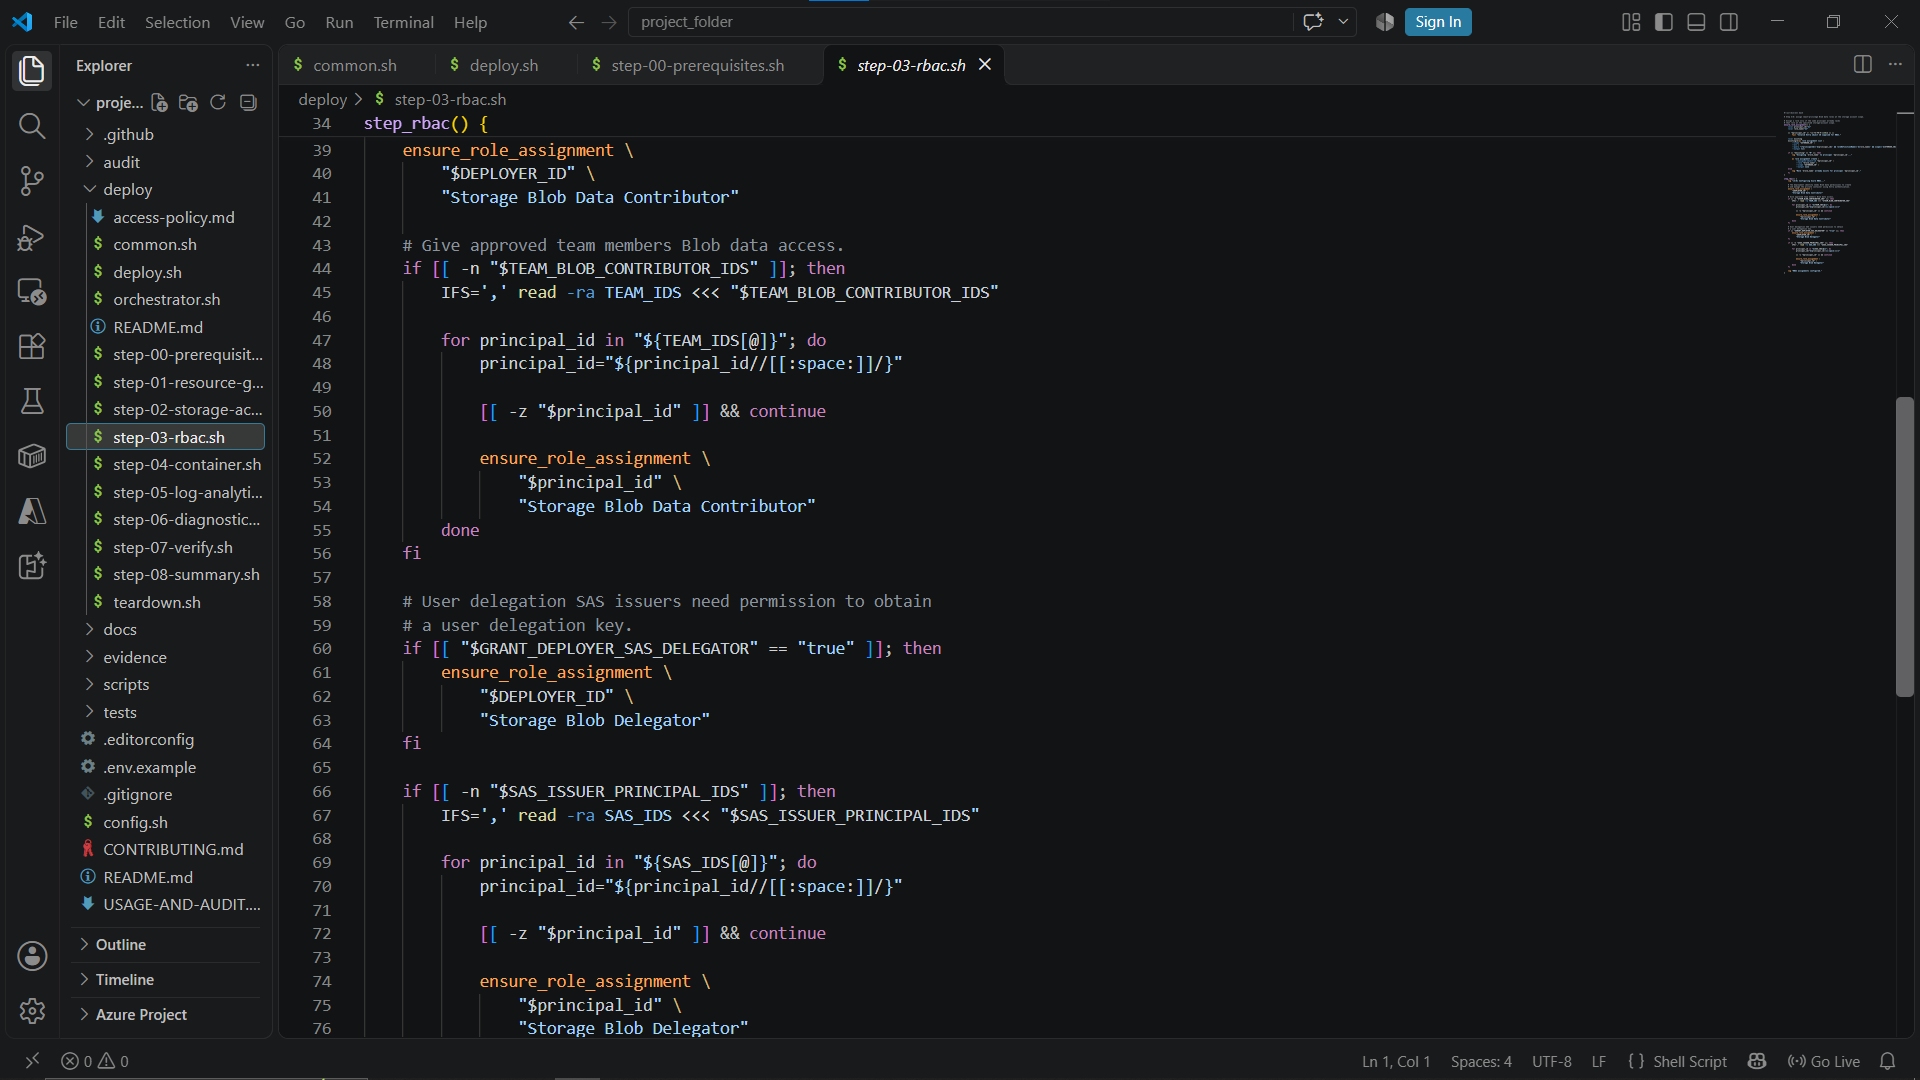 File Edit Selection View Go Run Terminal Help
project_folder
Sign In
Explorer
proje...
.github
audit
deploy
access-policy.md
common.sh
deploy.sh
orchestrator.sh
README.md
step-00-prerequisit...
step-01-resource-g...
step-02-storage-ac...
step-03-rbac.sh
step-04-container.sh
step-05-log-analyti...
step-06-diagnostic...
step-07-verify.sh
step-08-summary.sh
teardown.sh
docs
evidence
scripts
tests
.editorconfig
.env.example
.gitignore
config.sh
CONTRIBUTING.md
README.md
USAGE-AND-AUDIT....
Outline
Timeline
Azure Project
$ common.sh $ deploy.sh $ step-00-prerequisites.sh $ step-03-rbac.sh
deploy > $ step-03-rbac.sh
34 step_rbac() {
39 ensure_role_assignment \
40 "$DEPLOYER_ID" \
41 "Storage Blob Data Contributor"
42
43 # Give approved team members Blob data access.
44 if [[ -n "$TEAM_BLOB_CONTRIBUTOR_IDS" ]]; then
45 IFS=',' read -ra TEAM_IDS <<< "$TEAM_BLOB_CONTRIBUTOR_IDS"
46
47 for principal_id in "${TEAM_IDS[@]}"; do
48 principal_id="${principal_id//[[:space:]]/}"
49
50 [[ -z "$principal_id" ]] && continue
51
52 ensure_role_assignment \
53 "$principal_id" \
54 "Storage Blob Data Contributor"
55 done
56 fi
57
58 # User delegation SAS issuers need permission to obtain
59 # a user delegation key.
60 if [[ "$GRANT_DEPLOYER_SAS_DELEGATOR" == "true" ]]; then
61 ensure_role_assignment \
62 "$DEPLOYER_ID" \
63 "Storage Blob Delegator"
64 fi
65
66 if [[ -n "$SAS_ISSUER_PRINCIPAL_IDS" ]]; then
67 IFS=',' read -ra SAS_IDS <<< "$SAS_ISSUER_PRINCIPAL_IDS"
68
69 for principal_id in "${SAS_IDS[@]}"; do
70 principal_id="${principal_id//[[:space:]]/}"
71
72 [[ -z "$principal_id" ]] && continue
73
74 ensure_role_assignment \
75 "$principal_id" \
76 "Storage Blob Delegator"
0 0
Ln 1, Col 1 Spaces: 4 UTF-8 LF {} Shell Script Go Live